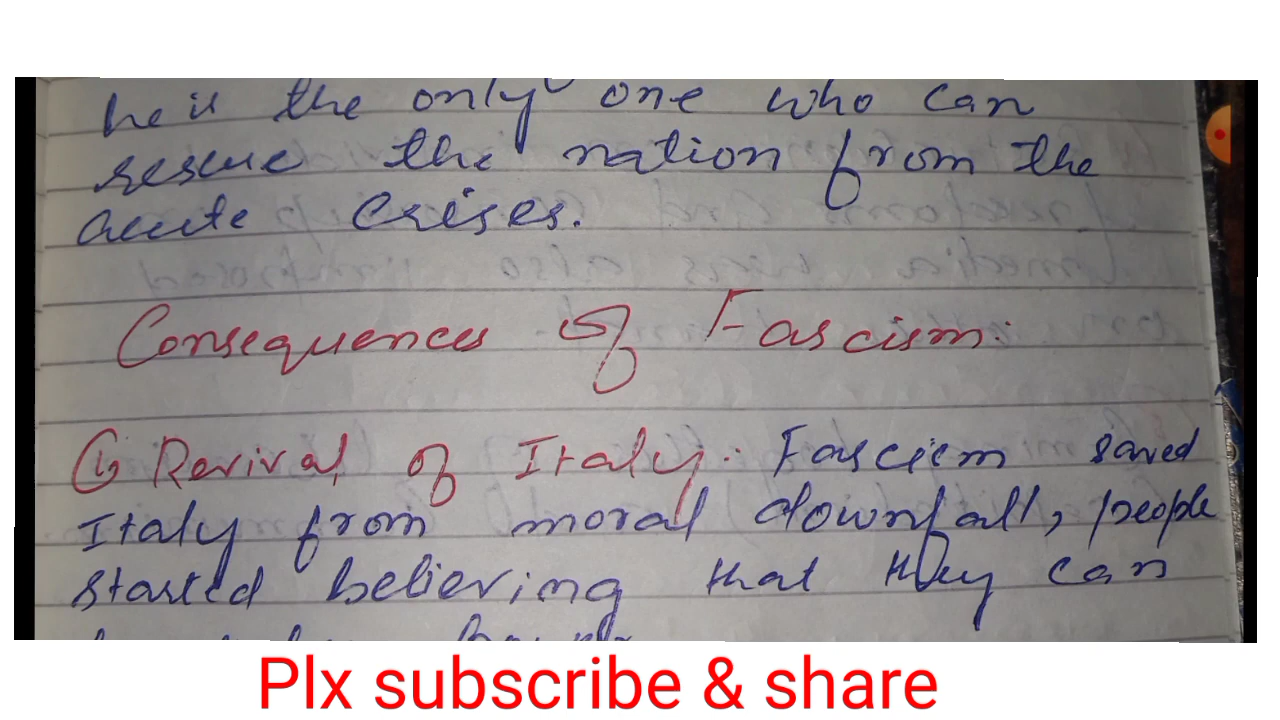 he is the only one who can
rescue the nation from the
acute crises.
Consequences of Fascism:
(1) Revival of Italy: Fascism saved
Italy from moral downfall, people
started believing that they can
Plx subscribe & share